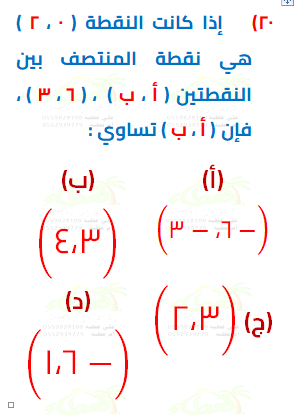 ٢٠) إذا كانت النقطة ( ٠ ، ٢ )
هي نقطة المنتصف بين
النقطتين ( أ ، ب ) ، ( ٦ ، ٣ ) ،
فإن ( أ ، ب ) تساوي :
(أ)
(– ٦، – ٣)
(ب)
(٣،٤)
(ج)
(٣،٢)
(د)
(– ٦،١)